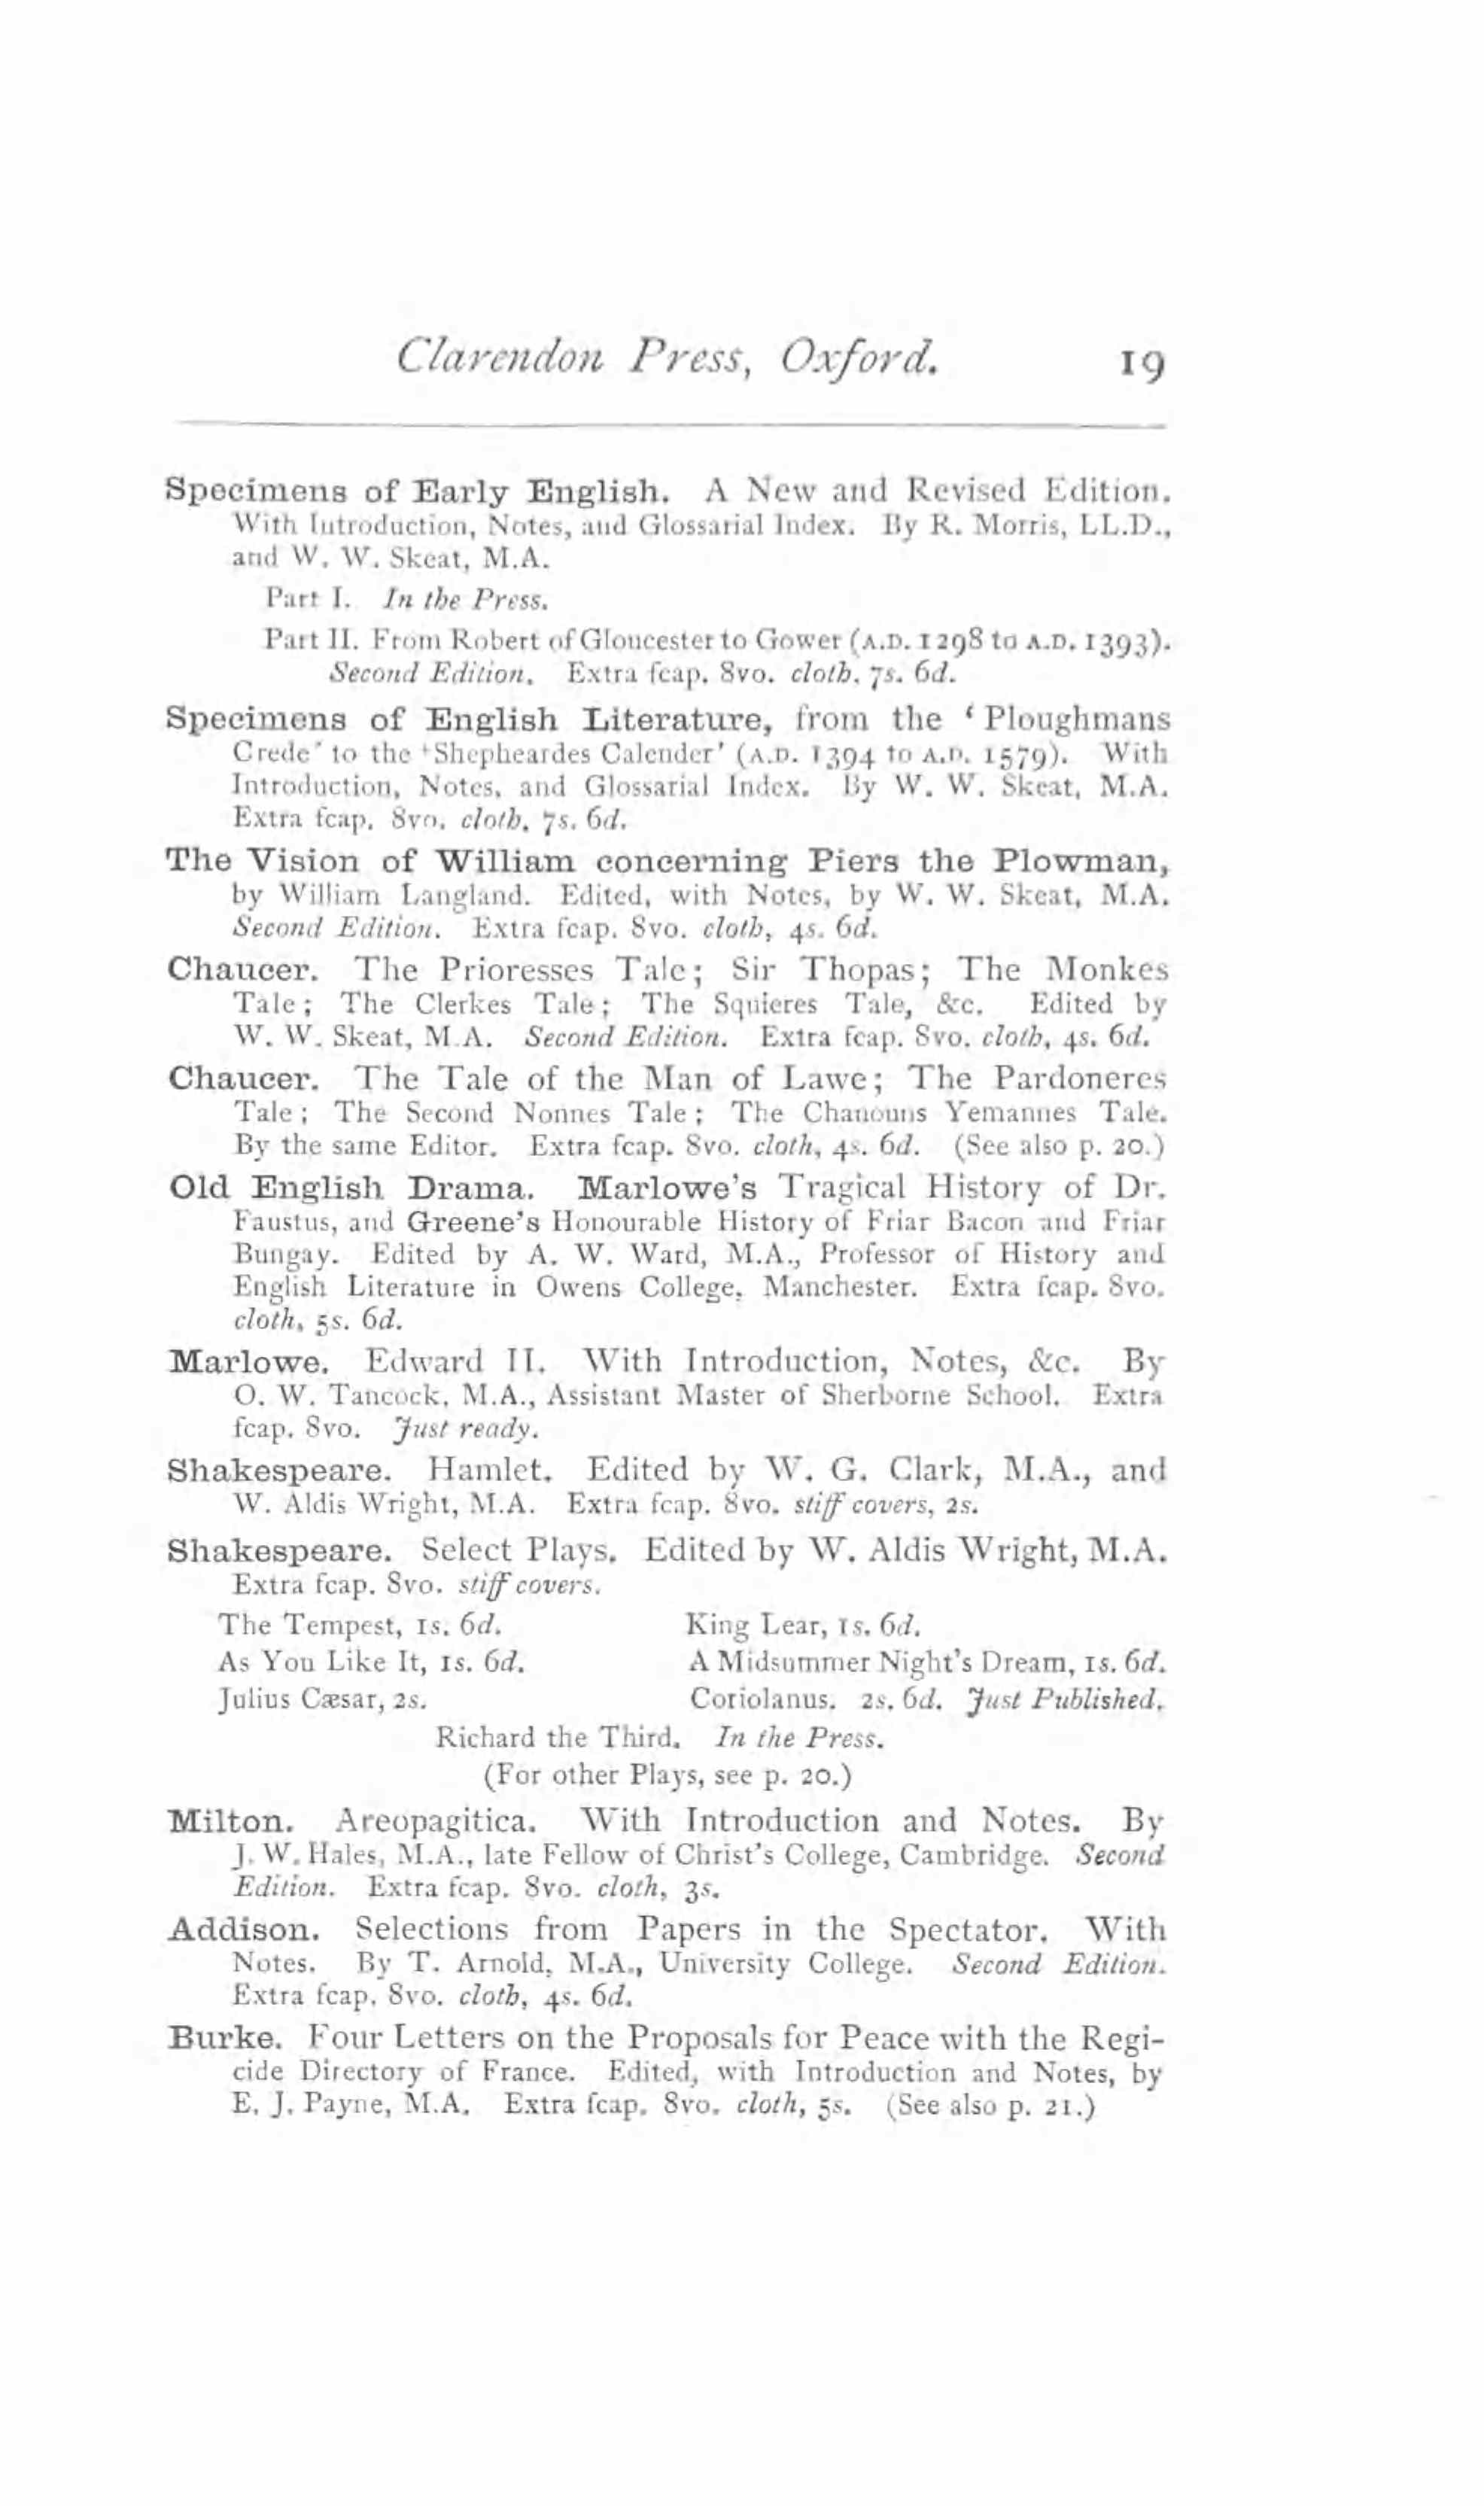 Clarendon Press, Oxford. 19
Specimens of Early English. A New and Revised Edition.
With Introduction, Notes, and Glossarial Index. By R. Morris, LL.D.,
and W. W. Skeat, M.A.
Part I. In the Press.
Part II. From Robert of Gloucester to Gower (A.D. 1298 to A.D. 1393).
Second Edition. Extra fcap. 8vo. cloth, 7s. 6d.
Specimens of English Literature, from the ‘Ploughmans
Crede’ to the ‘Shepheardes Calender’ (A.D. 1394 to A.D. 1579). With
Introduction, Notes, and Glossarial Index. By W. W. Skeat, M.A.
Extra fcap. 8vo. cloth, 7s. 6d.
The Vision of William concerning Piers the Plowman,
by William Langland. Edited, with Notes, by W. W. Skeat, M.A.
Second Edition. Extra fcap. 8vo. cloth, 4s. 6d.
Chaucer. The Prioresses Tale; Sir Thopas; The Monkes
Tale; The Clerkes Tale; The Squieres Tale, &c. Edited by
W. W. Skeat, M.A. Second Edition. Extra fcap. 8vo. cloth, 4s. 6d.
Chaucer. The Tale of the Man of Lawe; The Pardoneres
Tale; The Second Nonnes Tale; The Chanouns Yemannes Tale.
By the same Editor. Extra fcap. 8vo. cloth, 4s. 6d. (See also p. 20.)
Old English Drama. Marlowe's Tragical History of Dr.
Faustus, and Greene's Honourable History of Friar Bacon and Friar
Bungay. Edited by A. W. Ward, M.A., Professor of History and
English Literature in Owens College, Manchester. Extra fcap. 8vo.
cloth, 5s. 6d.
Marlowe. Edward II. With Introduction, Notes, &c. By
O. W. Tancock, M.A., Assistant Master of Sherborne School. Extra
fcap. 8vo. Just ready.
Shakespeare. Hamlet. Edited by W. G. Clark, M.A., and
W. Aldis Wright, M.A. Extra fcap. 8vo. stiff covers, 2s.
Shakespeare. Select Plays. Edited by W. Aldis Wright, M.A.
Extra fcap. 8vo. stiff covers.
The Tempest, 1s. 6d. King Lear, 1s. 6d.
As You Like It, 1s. 6d. A Midsummer Night's Dream, 1s. 6d.
Julius Cæsar, 2s. Coriolanus. 2s. 6d. Just Published.
Richard the Third. In the Press.
(For other Plays, see p. 20.)
Milton. Areopagitica. With Introduction and Notes. By
J. W. Hales, M.A., late Fellow of Christ's College, Cambridge. Second
Edition. Extra fcap. 8vo. cloth, 3s.
Addison. Selections from Papers in the Spectator. With
Notes. By T. Arnold, M.A., University College. Second Edition.
Extra fcap. 8vo. cloth, 4s. 6d.
Burke. Four Letters on the Proposals for Peace with the Regi-
cide Directory of France. Edited, with Introduction and Notes, by
E. J. Payne, M.A. Extra fcap. 8vo. cloth, 5s. (See also p. 21.)